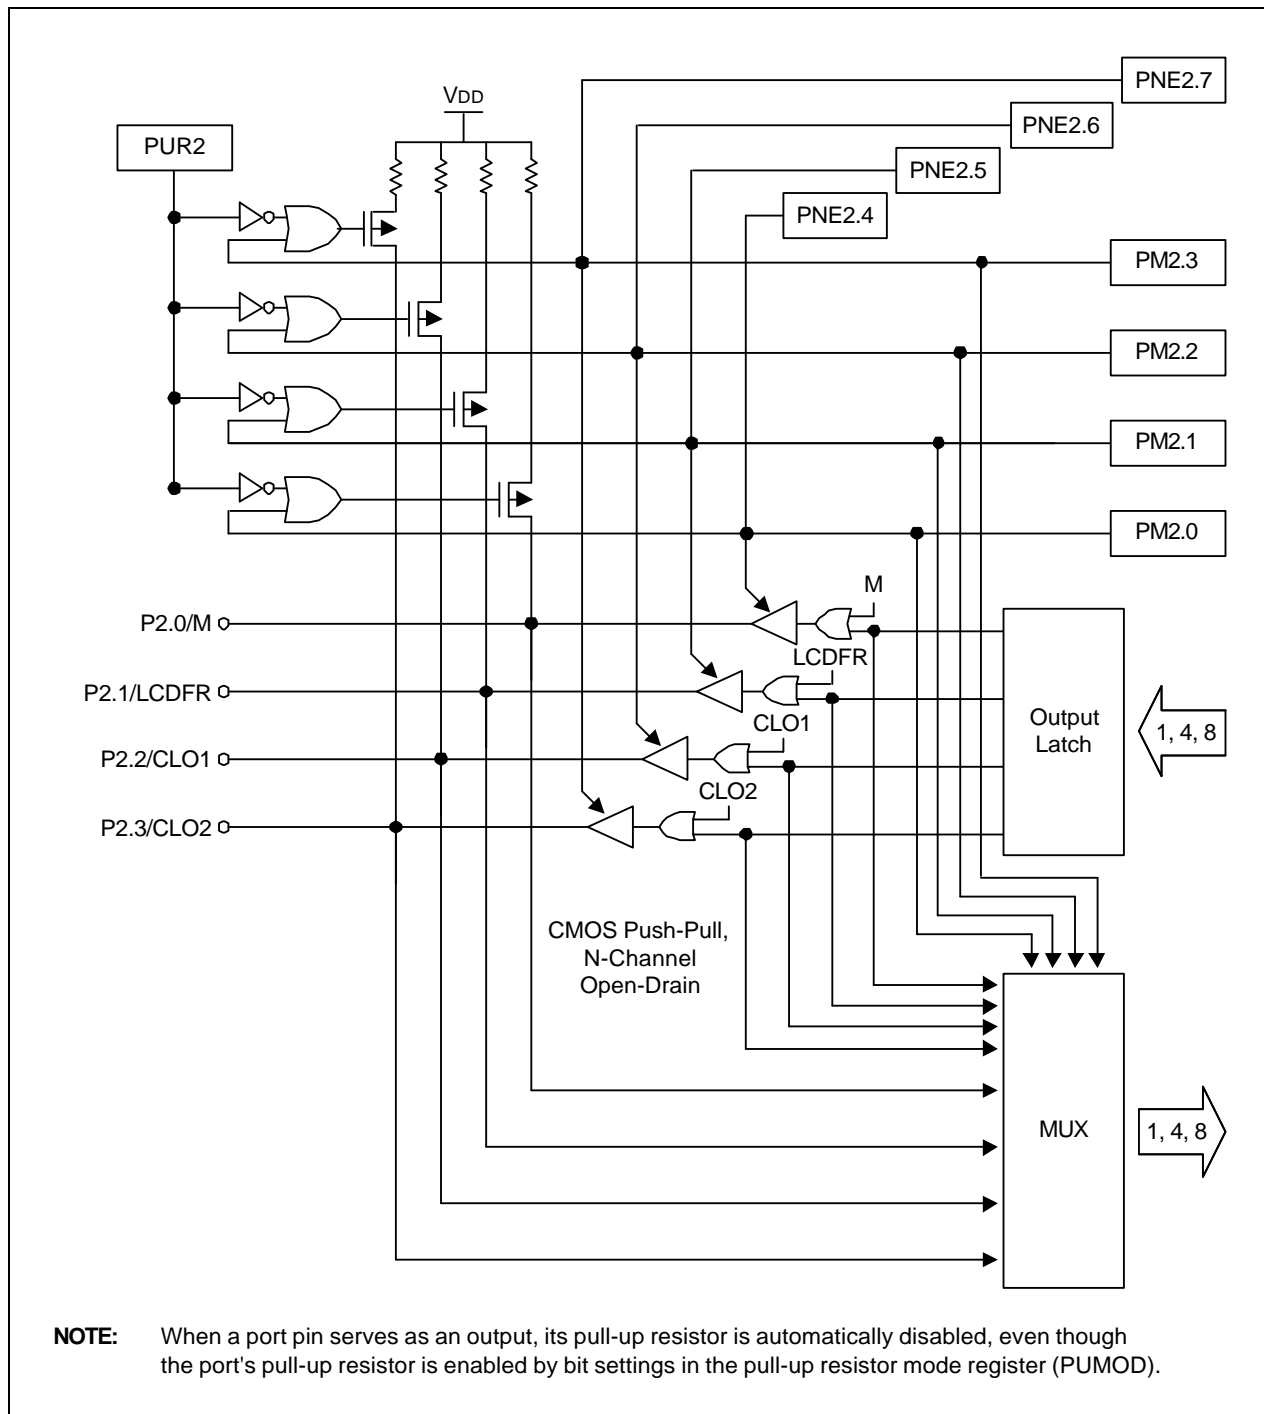 PNE2.7
VDD
PNE2.6
PUR2
PNE2.5
PNE2.4
PM2.3
PM2.2
PM2.1
PM2.0
M
P2.0/M
LCDFR
P2.1/LCDFR
Output
Latch
1, 4, 8
CLO1
P2.2/CLO1
CLO2
P2.3/CLO2
CMOS Push-Pull,
N-Channel
Open-Drain
MUX
1, 4, 8
NOTE: When a port pin serves as an output, its pull-up resistor is automatically disabled, even though
the port's pull-up resistor is enabled by bit settings in the pull-up resistor mode register (PUMOD).